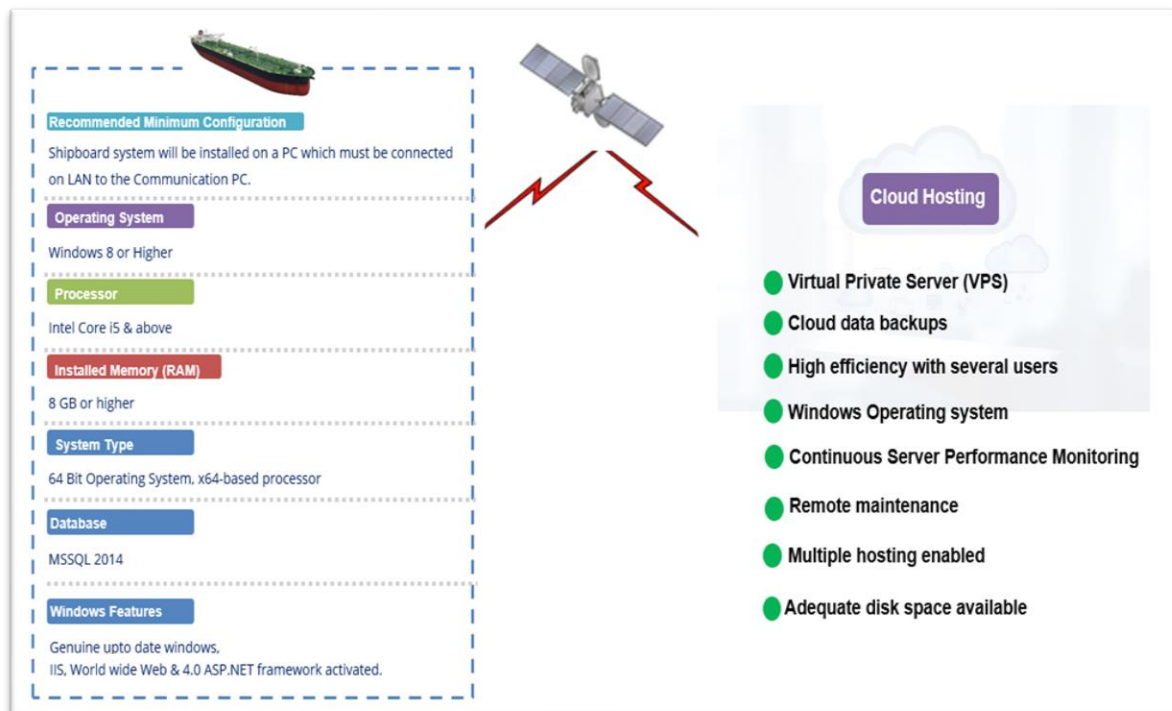 Recommended Minimum Configuration
Shipboard system will be installed on a PC which must be connected
on LAN to the Communication PC.
Operating System
Windows 8 or Higher
Processor
Intel Core i5 & above
Installed Memory (RAM)
8 GB or higher
System Type
64 Bit Operating System, x64-based processor
Database
MSSQL 2014
Windows Features
Genuine upto date windows,
IIS, World wide Web & 4.0 ASP.NET framework activated.
Cloud Hosting
Virtual Private Server (VPS)
Cloud data backups
High efficiency with several users
Windows Operating system
Continuous Server Performance Monitoring
Remote maintenance
Multiple hosting enabled
Adequate disk space available